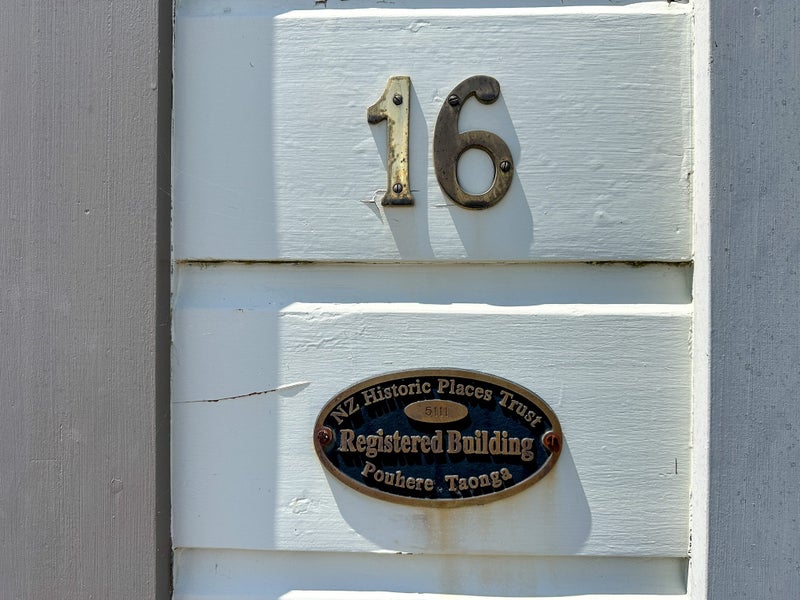 16
NZ Historic Places Trust
5111
Registered Building
Pouhere Taonga